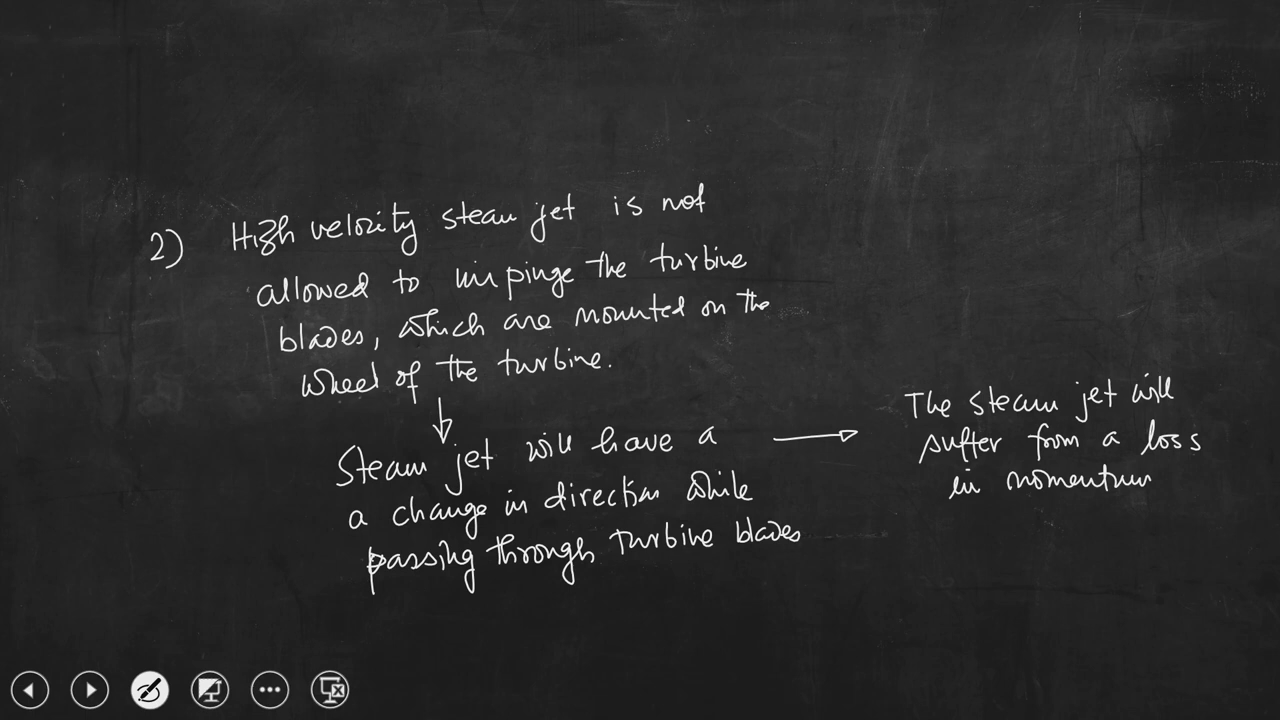 2) High velocity steam jet is not
allowed to impinge the turbine
blades, which are mounted on the
wheel of the turbine.
Steam jet will have a
a change in direction while
passing through turbine blades
The steam jet will
suffer from a loss
in momentum